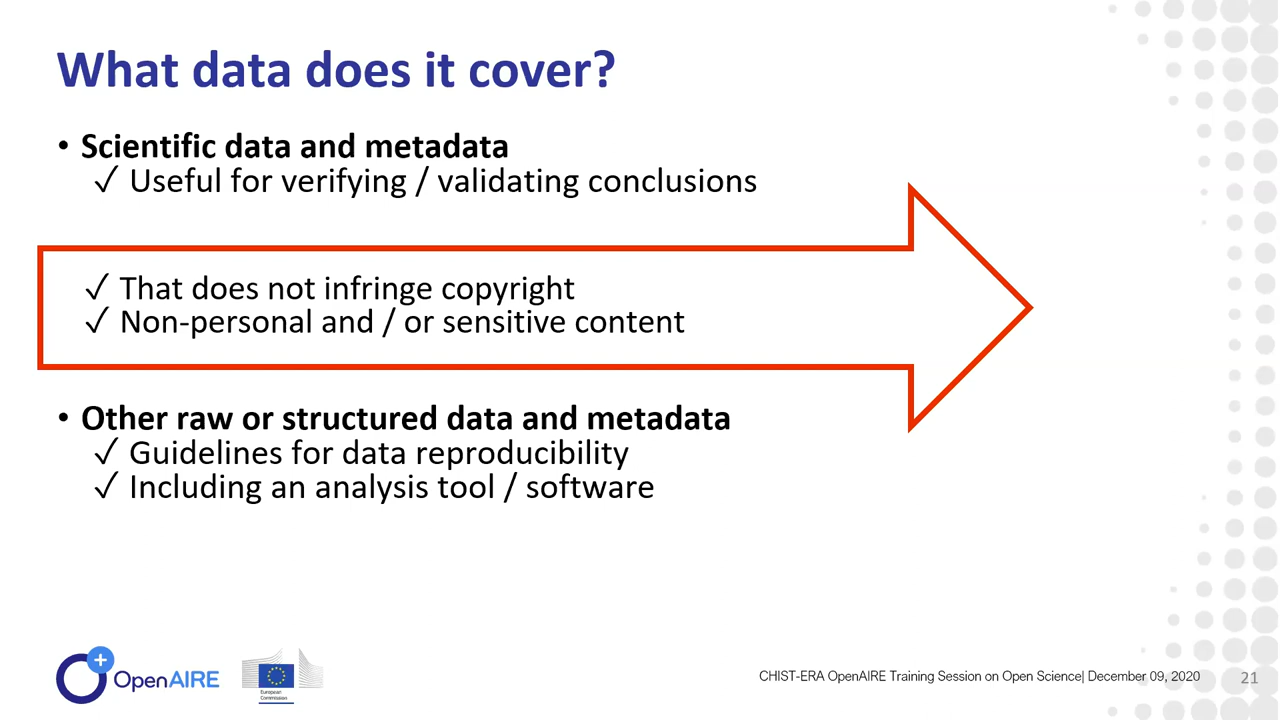 What data does it cover?
• Scientific data and metadata
✓ Useful for verifying / validating conclusions
✓ That does not infringe copyright
✓ Non-personal and / or sensitive content
• Other raw or structured data and metadata
✓ Guidelines for data reproducibility
✓ Including an analysis tool / software
OpenAIRE
European
Commission
CHIST-ERA OpenAIRE Training Session on Open Science| December 09, 2020
21